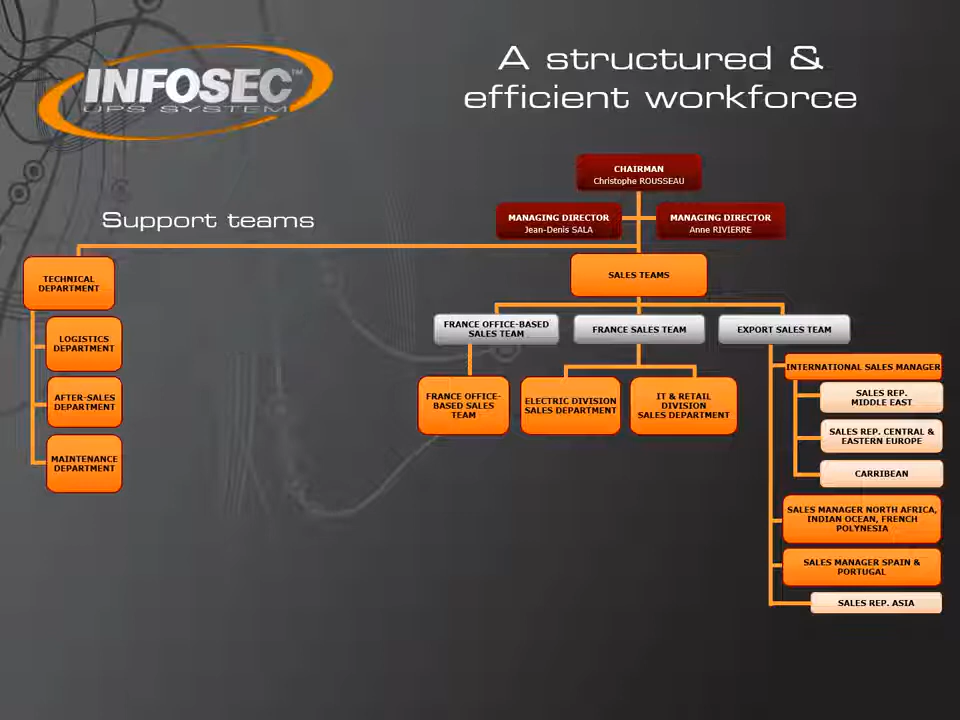 INFOSEC™
UPS SYSTEM
A structured &
efficient workforce
CHAIRMAN
Christophe ROUSSEAU
MANAGING DIRECTOR
Jean-Denis SALA
MANAGING DIRECTOR
Anne RIVIERRE
Support teams
TECHNICAL
DEPARTMENT
LOGISTICS
DEPARTMENT
AFTER-SALES
DEPARTMENT
MAINTENANCE
DEPARTMENT
SALES TEAMS
FRANCE OFFICE-BASED
SALES TEAM
FRANCE SALES TEAM
EXPORT SALES TEAM
FRANCE OFFICE-
BASED SALES
TEAM
ELECTRIC DIVISION
SALES DEPARTMENT
IT & RETAIL
DIVISION
SALES DEPARTMENT
INTERNATIONAL SALES MANAGER
SALES REP.
MIDDLE EAST
SALES REP. CENTRAL &
EASTERN EUROPE
CARRIBEAN
SALES MANAGER NORTH AFRICA,
INDIAN OCEAN, FRENCH
POLYNESIA
SALES MANAGER SPAIN &
PORTUGAL
SALES REP. ASIA